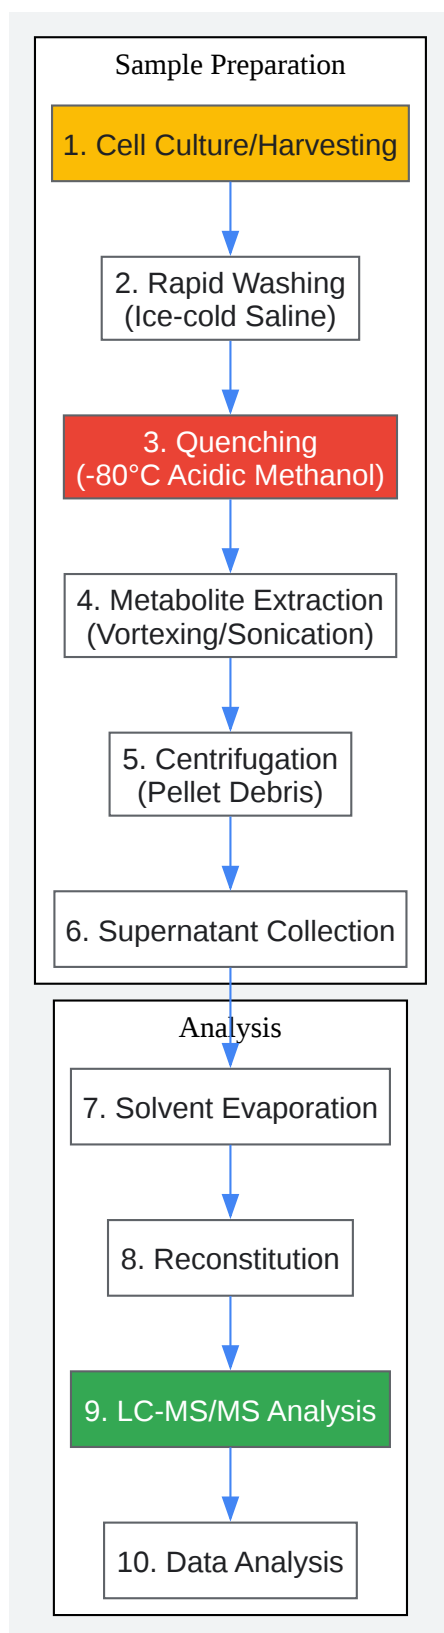 Sample Preparation
1. Cell Culture/Harvesting
2. Rapid Washing
(Ice-cold Saline)
3. Quenching
(-80°C Acidic Methanol)
4. Metabolite Extraction
(Vortexing/Sonication)
5. Centrifugation
(Pellet Debris)
6. Supernatant Collection
Analysis
7. Solvent Evaporation
8. Reconstitution
9. LC-MS/MS Analysis
10. Data Analysis